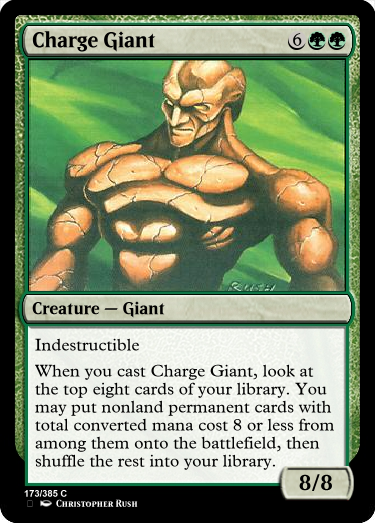 Charge Giant 6
RUSH
Creature — Giant
Indestructible
When you cast Charge Giant, look at
the top eight cards of your library. You
may put nonland permanent cards with
total converted mana cost 8 or less from
among them onto the battlefield, then
shuffle the rest into your library.
8/8
173/385 C
Christopher Rush